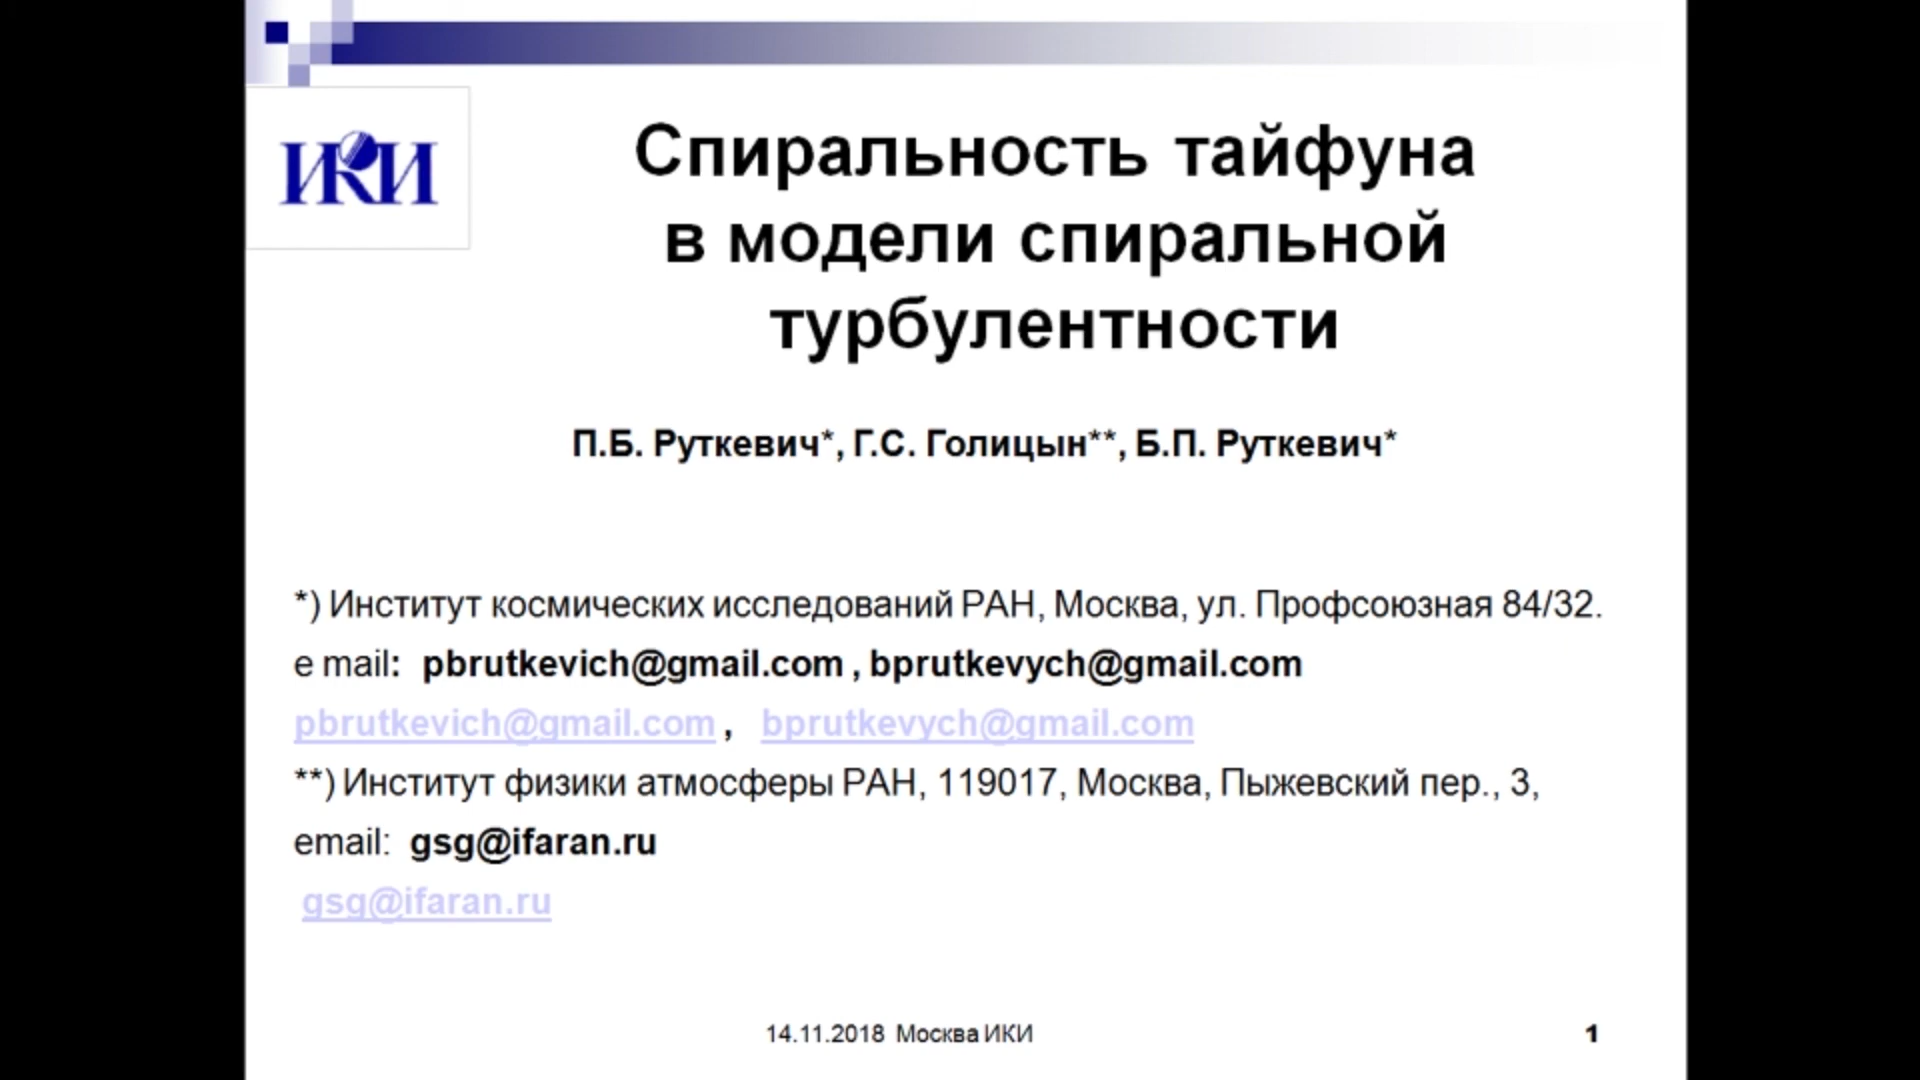 ИКИ
Спиральность тайфуна
в модели спиральной
турбулентности
П.Б. Руткевич*, Г.С. Голицын**, Б.П. Руткевич*
*) Институт космических исследований РАН, Москва, ул. Профсоюзная 84/32.
e mail: pbrutkevich@gmail.com , bprutkevych@gmail.com
pbrutkevich@gmail.com , bprutkevych@gmail.com
**) Институт физики атмосферы РАН, 119017, Москва, Пыжевский пер., 3,
email: gsg@ifaran.ru
gsg@ifaran.ru
14.11.2018 Москва ИКИ
1